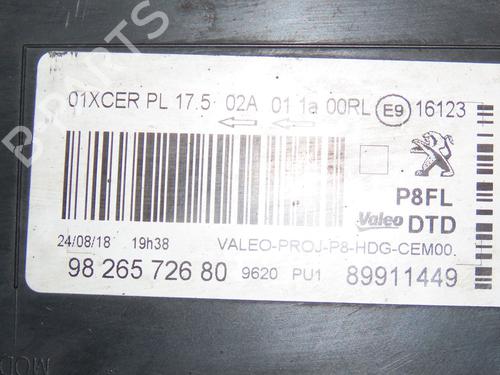 B-PARTS
01XCER PL 17.5 02A 01 1a 00RL E9 16123
P8FL
Valeo DTD
24/08/18 19h38 VALEO-PROJ-P8-HDG-CEM00
98 265 726 80 9620 PU1 89911449